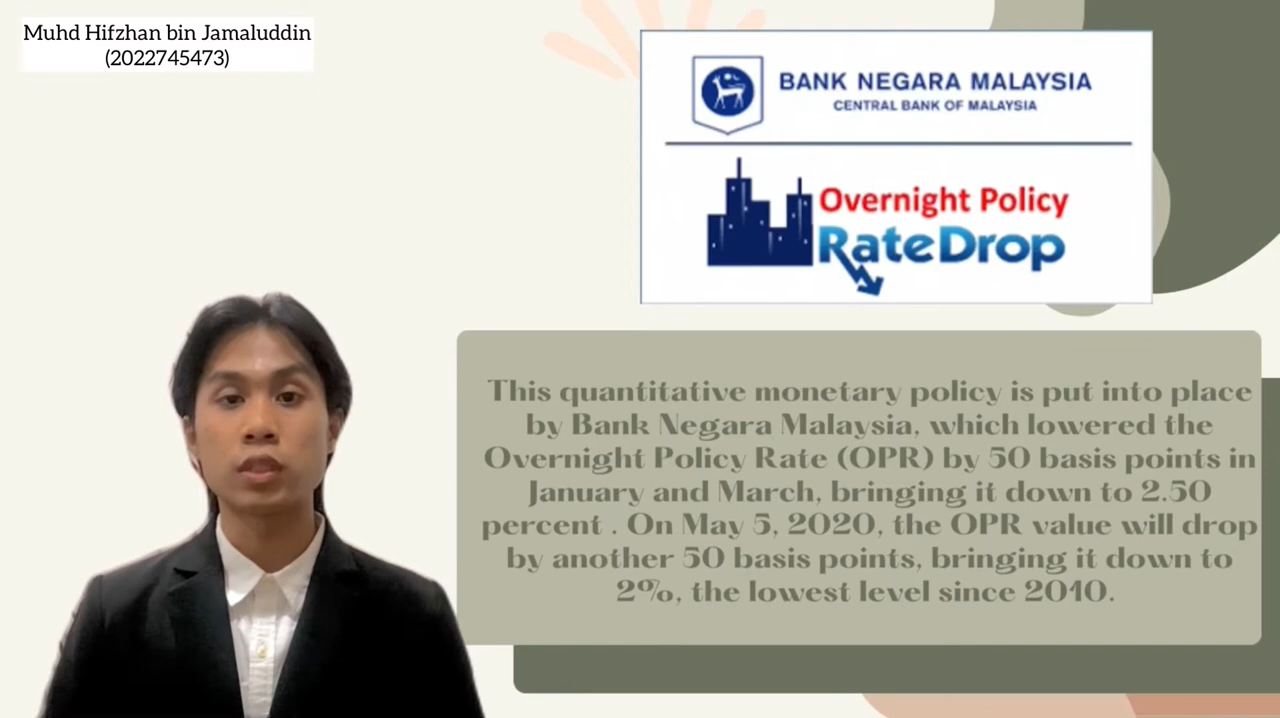 Muhd Hifzhan bin Jamaluddin
(2022745473)
BANK NEGARA MALAYSIA
CENTRAL BANK OF MALAYSIA
Overnight Policy
RateDrop
This quantitative monetary policy is put into place
by Bank Negara Malaysia, which lowered the
Overnight Policy Rate (OPR) by 50 basis points in
January and March, bringing it down to 2.50
percent . On May 5, 2020, the OPR value will drop
by another 50 basis points, bringing it down to
2%, the lowest level since 2010.